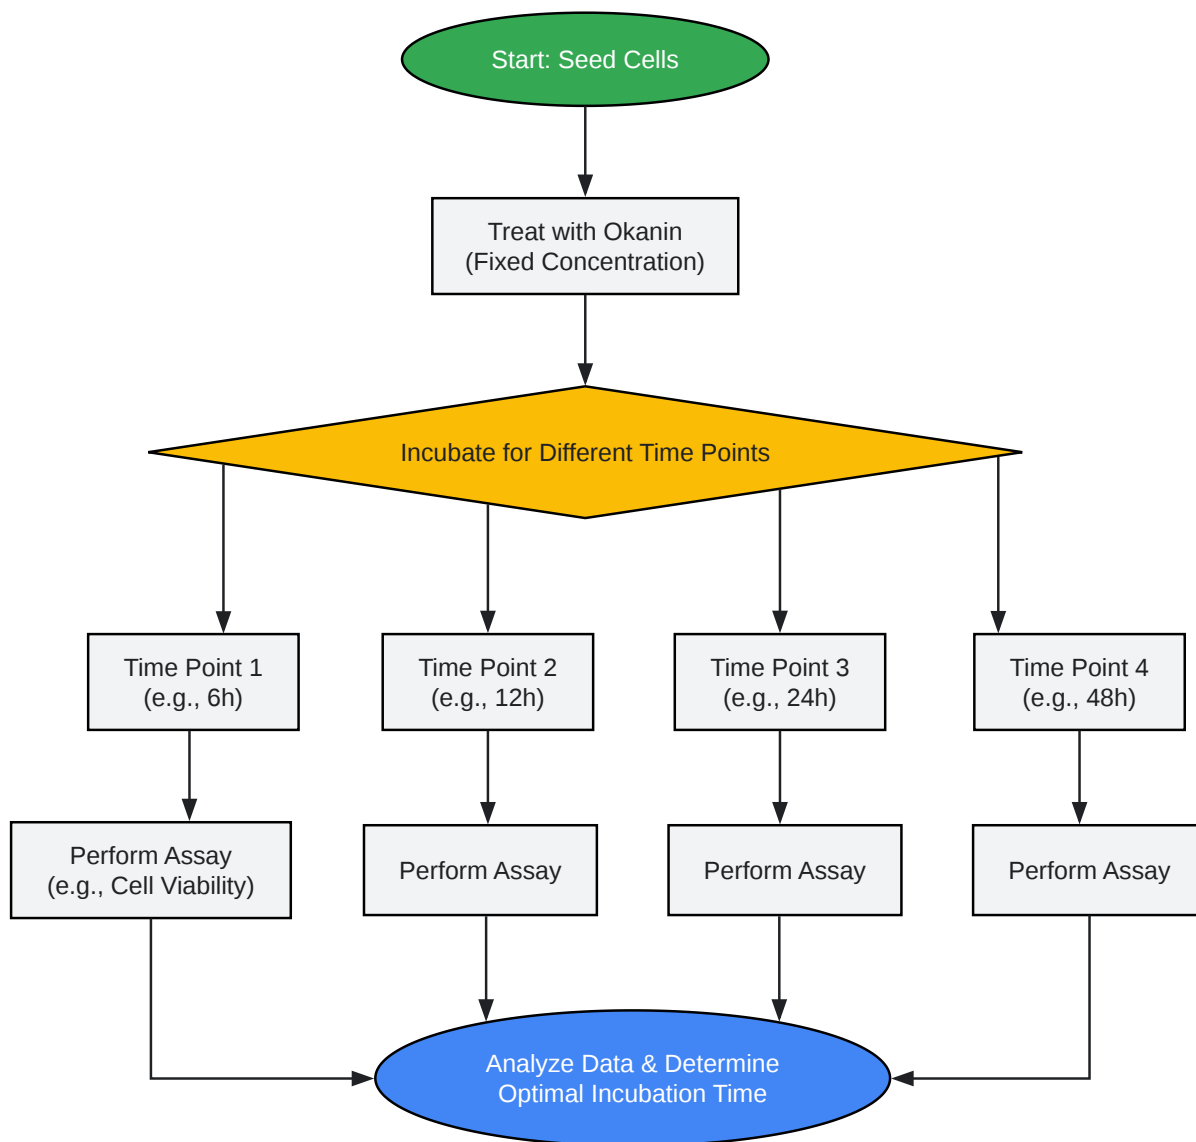 Start: Seed Cells
Treat with Okanin
(Fixed Concentration)
Incubate for Different Time Points
Time Point 1
(e.g., 6h)
Time Point 2
(e.g., 12h)
Time Point 3
(e.g., 24h)
Time Point 4
(e.g., 48h)
Perform Assay
(e.g., Cell Viability)
Perform Assay
Perform Assay
Perform Assay
Analyze Data & Determine
Optimal Incubation Time